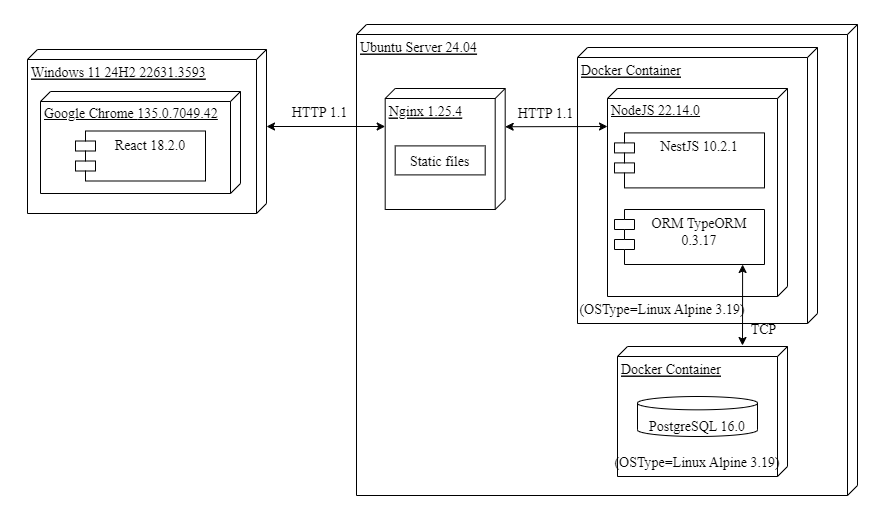 Ubuntu Server 24.04
Windows 11 24H2 22631.3593
Google Chrome 135.0.7049.42
React 18.2.0
HTTP 1.1
Nginx 1.25.4
Static files
HTTP 1.1
Docker Container
NodeJS 22.14.0
NestJS 10.2.1
ORM TypeORM
0.3.17
(OSType=Linux Alpine 3.19)
TCP
Docker Container
PostgreSQL 16.0
(OSType=Linux Alpine 3.19)